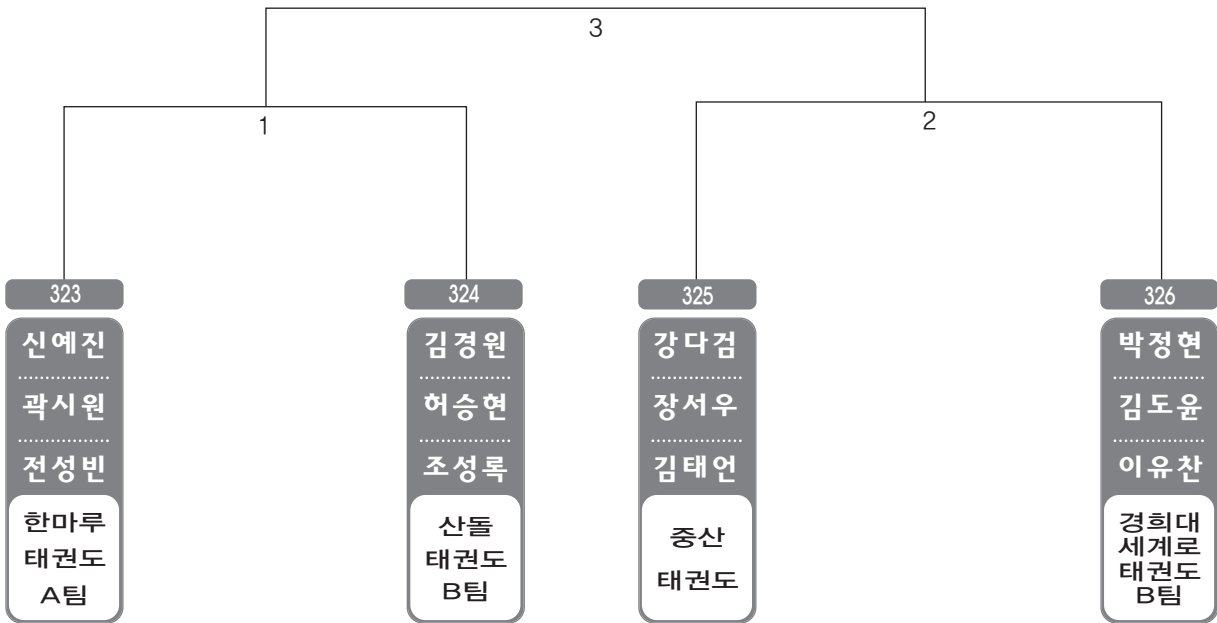 3
1
2
323
신예진
곽시원
전성빈
한마루
태권도
A팀
324
김경원
허승현
조성록
산돌
태권도
B팀
325
강다검
장서우
김태언
중산
태권도
326
박정현
김도윤
이유찬
경희대
세계로
태권도
B팀